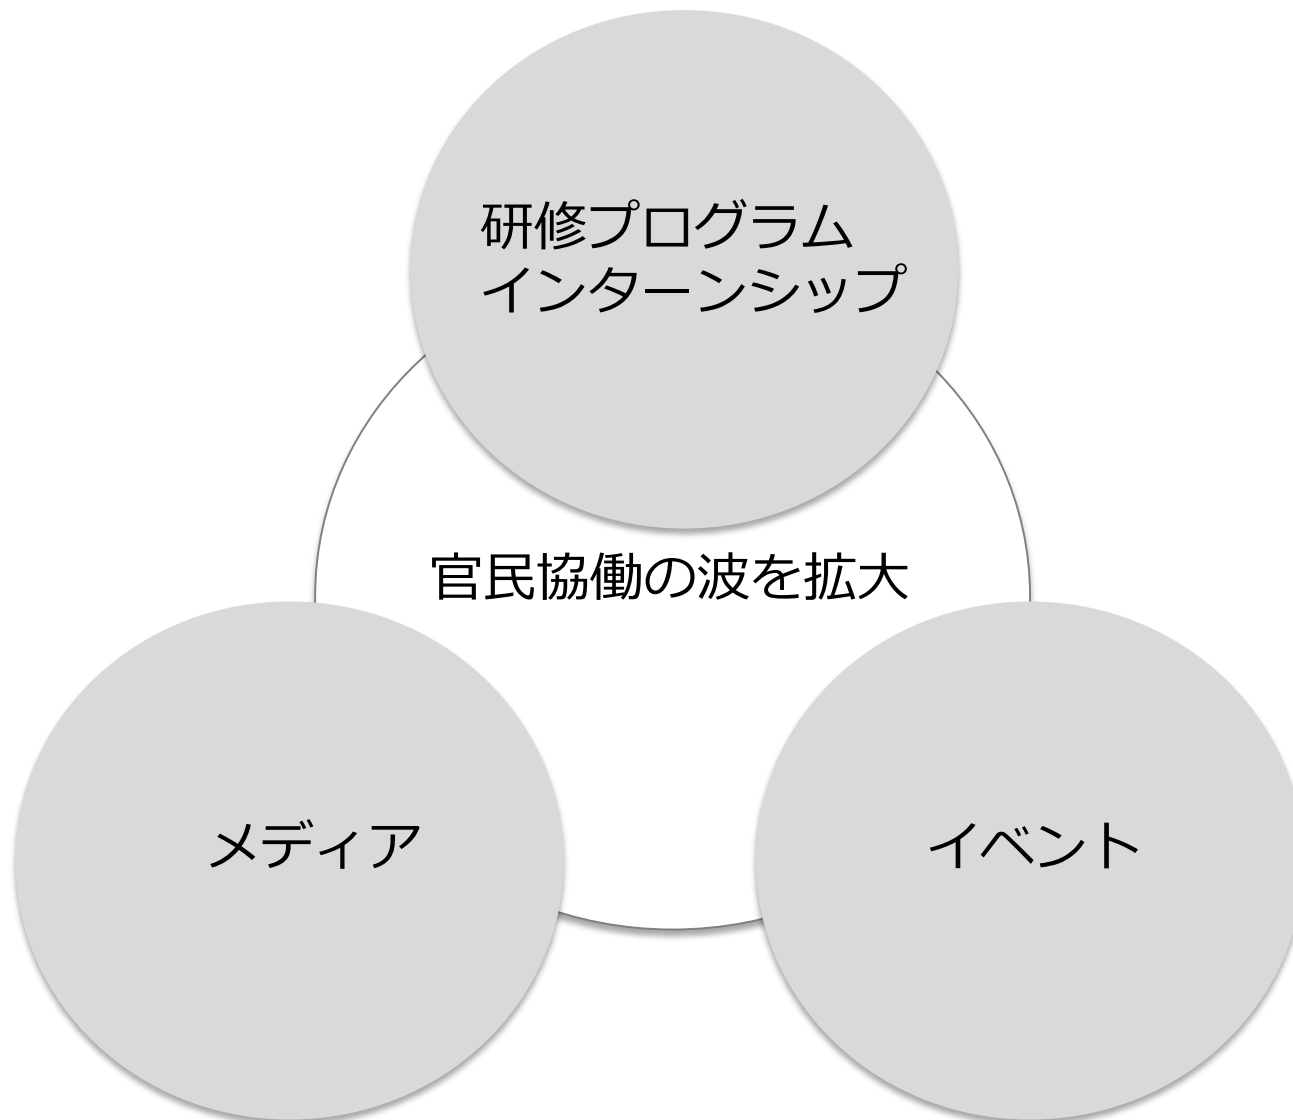 研修プログラム
インターンシップ
官民協働の波を拡大
メディア
イベント